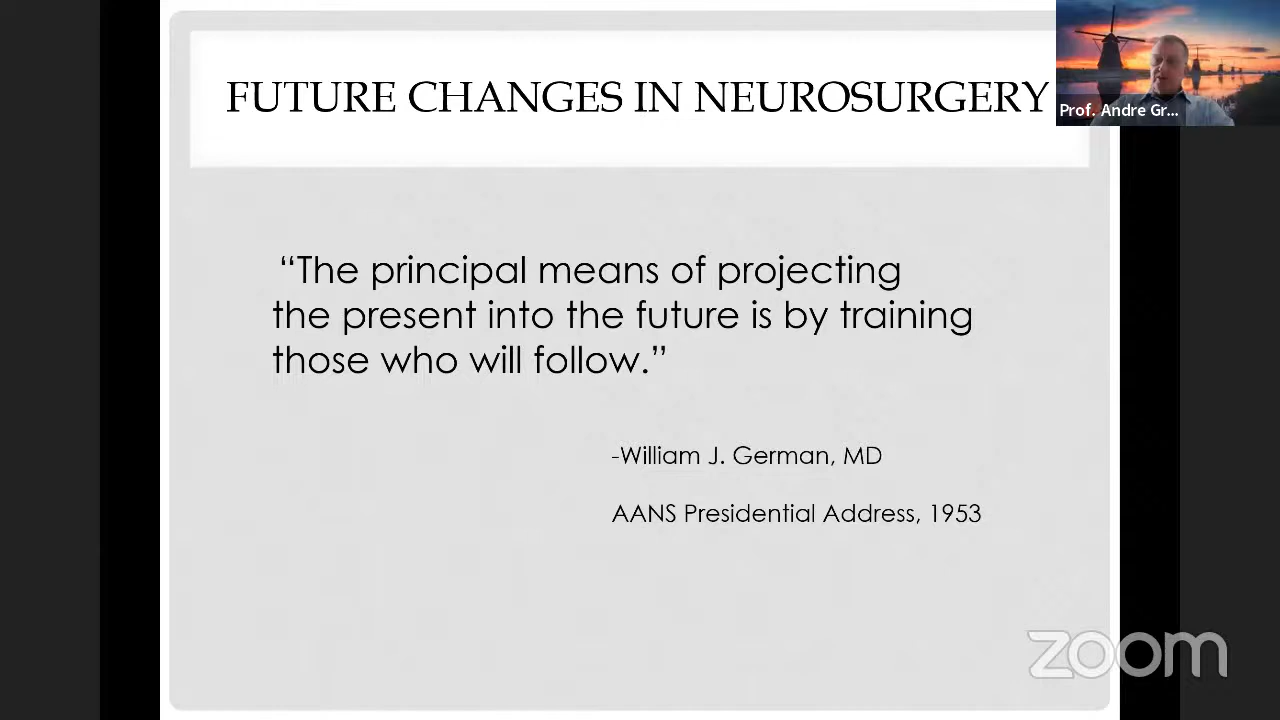 FUTURE CHANGES IN NEUROSURGERY
Prof. Andre Gr...
“The principal means of projecting
the present into the future is by training
those who will follow.”
-William J. German, MD
AANS Presidential Address, 1953
zoom